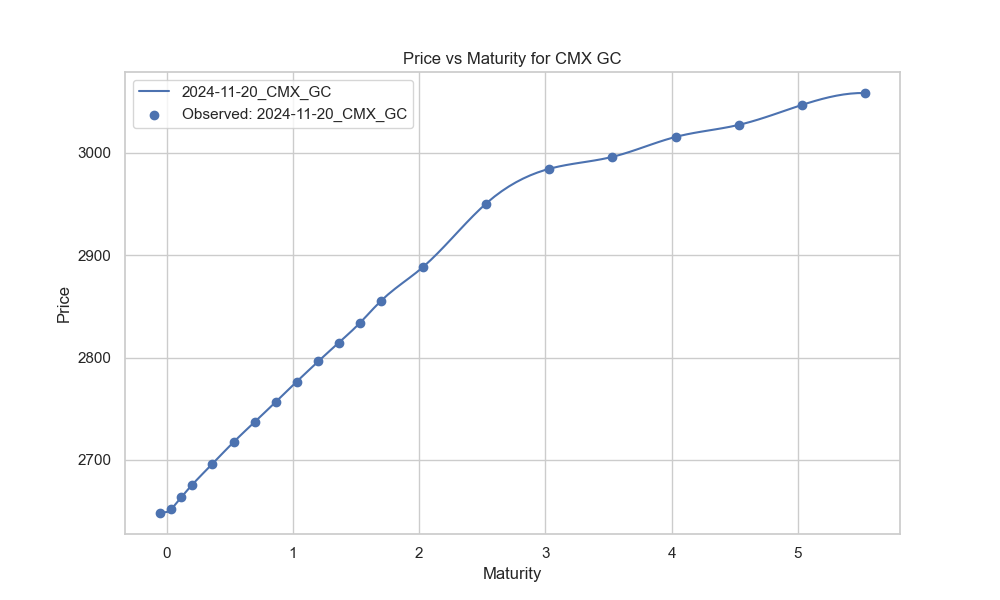 Price vs Maturity for CMX GC
2024-11-20_CMX_GC
Observed: 2024-11-20_CMX_GC
3000
2900
2800
2700
Price
0 1 2 3 4 5
Maturity